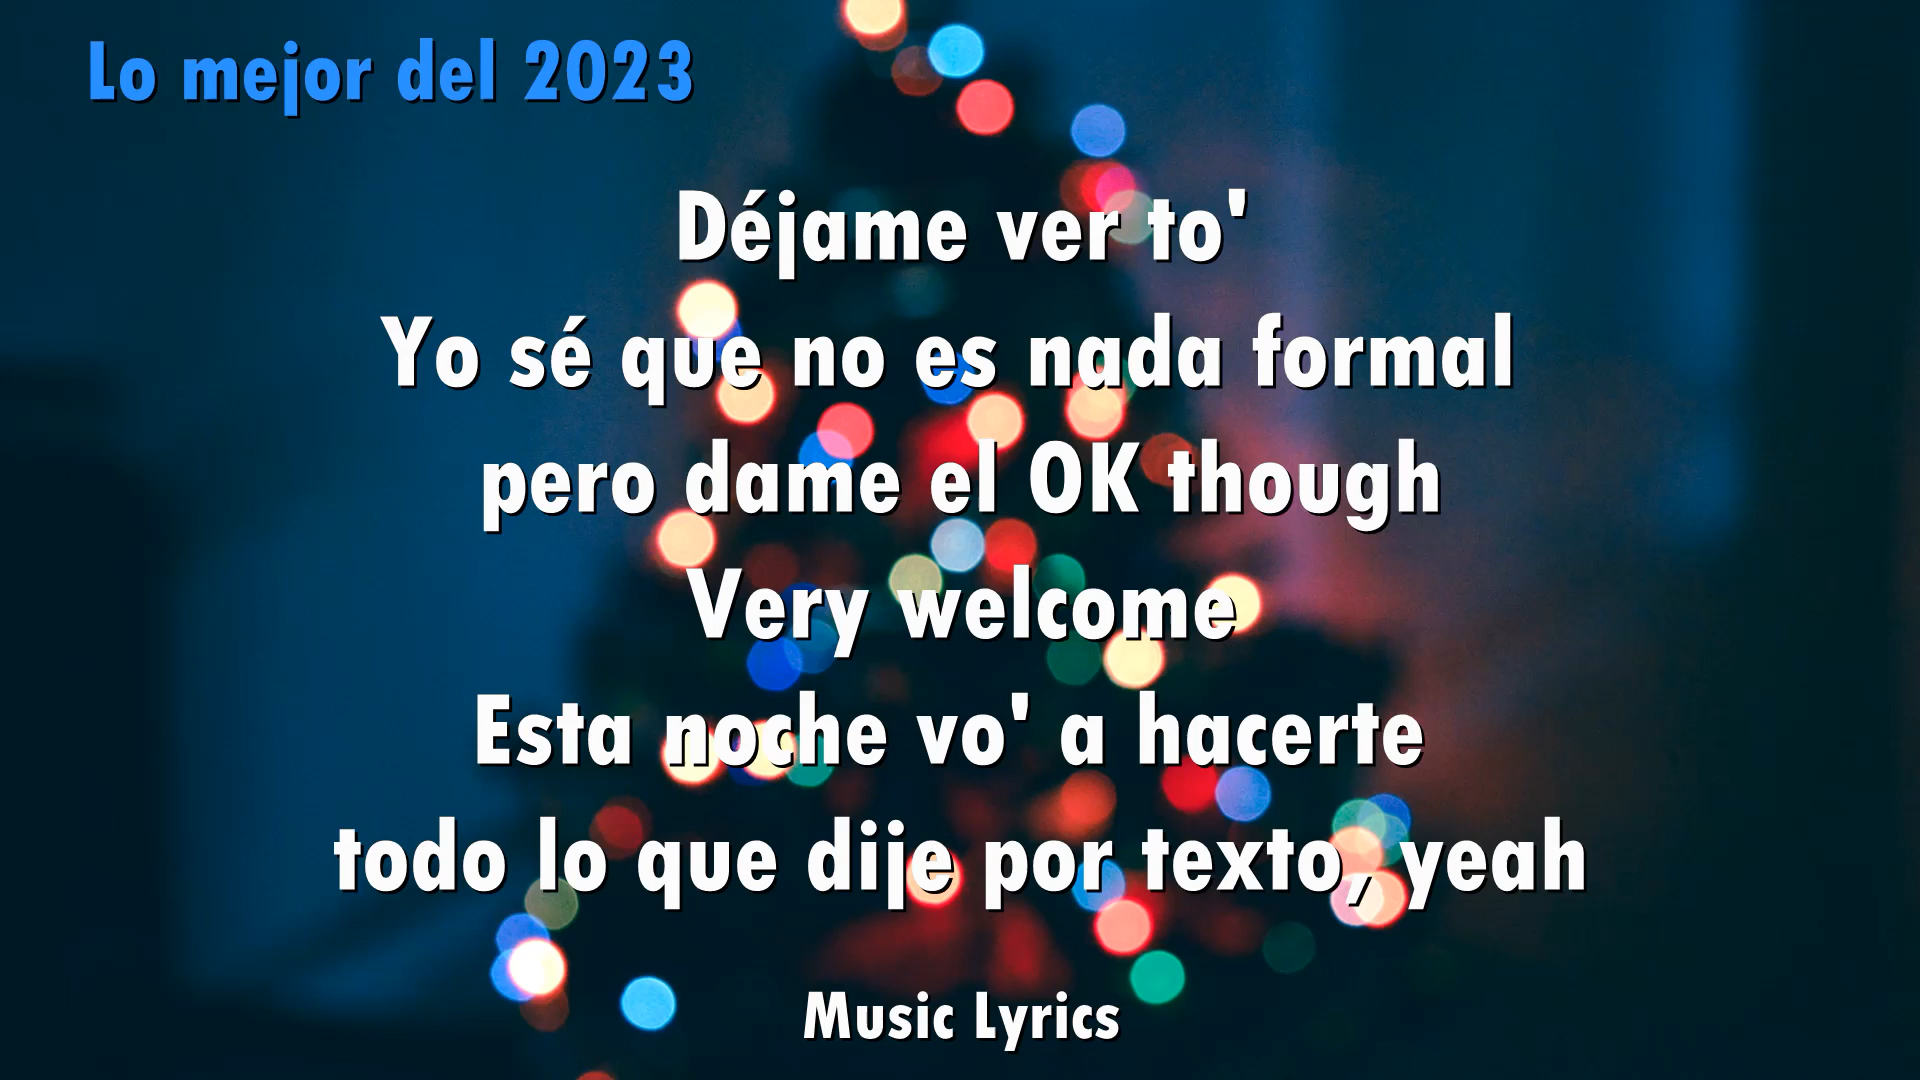 Lo mejor del 2023
Déjame ver to'
Yo sé que no es nada formal
pero dame el OK though
Very welcome
Esta noche vo' a hacerte
todo lo que dije por texto, yeah
Music Lyrics